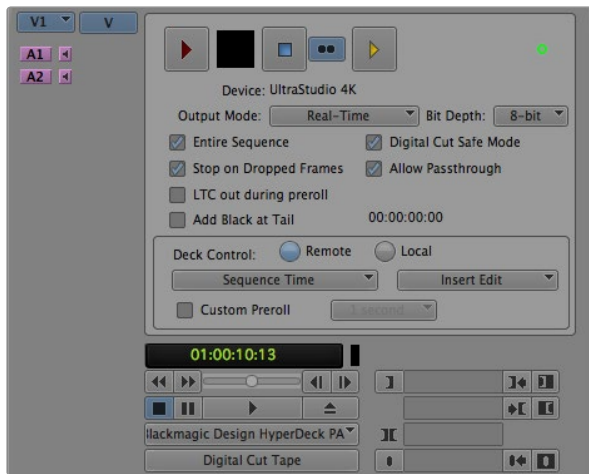 V1 V
A1
A2
Device: UltraStudio 4K
Output Mode: Real-Time Bit Depth: 8-bit
Entire Sequence Digital Cut Safe Mode
Stop on Dropped Frames Allow Passthrough
LTC out during preroll
Add Black at Tail 00:00:00:00
Deck Control: Remote Local
Sequence Time Insert Edit
Custom Preroll 1 second
01:00:10:13
lackmagic Design HyperDeck PA
Digital Cut Tape